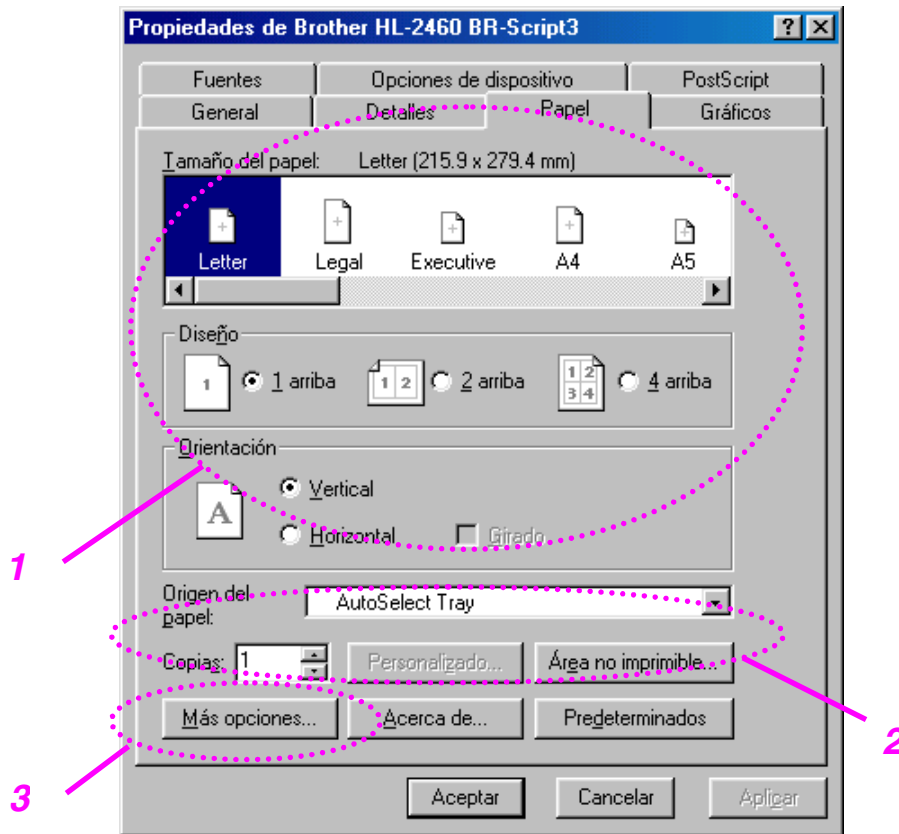 Propiedades de Brother HL-2460 BR-Script3
Fuentes Opciones de dispositivo PostScript
General Detalles Papel Gráficos
Tamaño del papel: Letter (215.9 x 279.4 mm)
Letter Legal Executive A4 A5
Diseño
1 1 arriba 1 2 2 arriba 1 2 3 4 4 arriba
Orientación
A Vertical
Horizontal Girado
1
Origen del papel: AutoSelect Tray
Copias: 1 Personalizado... Área no imprimible...
Más opciones... Acerca de... Predeterminados
2
3
Aceptar Cancelar Aplicar